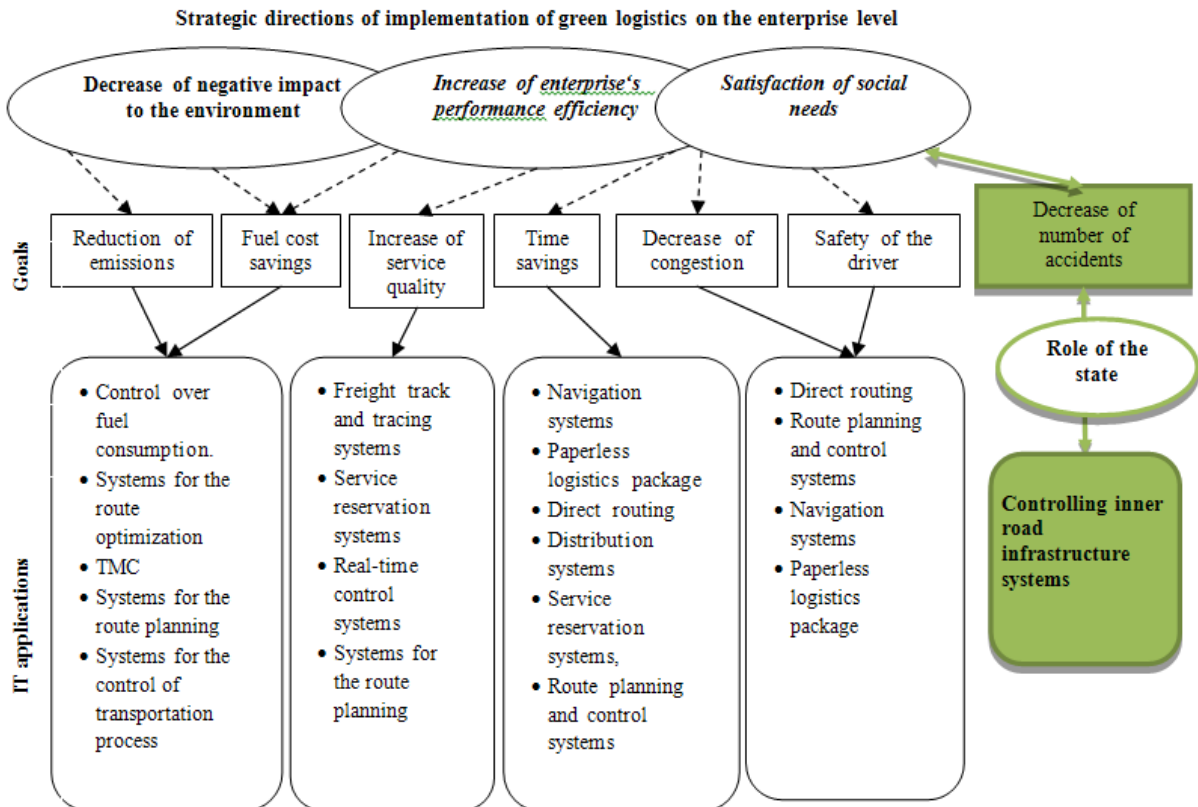 Strategic directions of implementation of green logistics on the enterprise level
Decrease of negative impact
to the environment
Increase of enterprise‘s
performance efficiency
Satisfaction of social
needs
Goals
Reduction of
emissions
Fuel cost
savings
Increase of
service
quality
Time
savings
Decrease of
congestion
Safety of the
driver
Decrease of
number of
accidents
Role of the
state
IT applications
• Control over
fuel
consumption.
• Systems for the
route
optimization
• TMC
• Systems for the
route planning
• Systems for the
control of
transportation
process
• Freight track
and tracing
systems
• Service
reservation
systems
• Real-time
control
systems
• Systems for
the route
planning
• Navigation
systems
• Paperless
logistics package
• Direct routing
• Distribution
systems
• Service
reservation
systems,
• Route planning
and control
systems
• Direct routing
• Route planning
and control
systems
• Navigation
systems
• Paperless
logistics
package
Controlling inner
road
infrastructure
systems